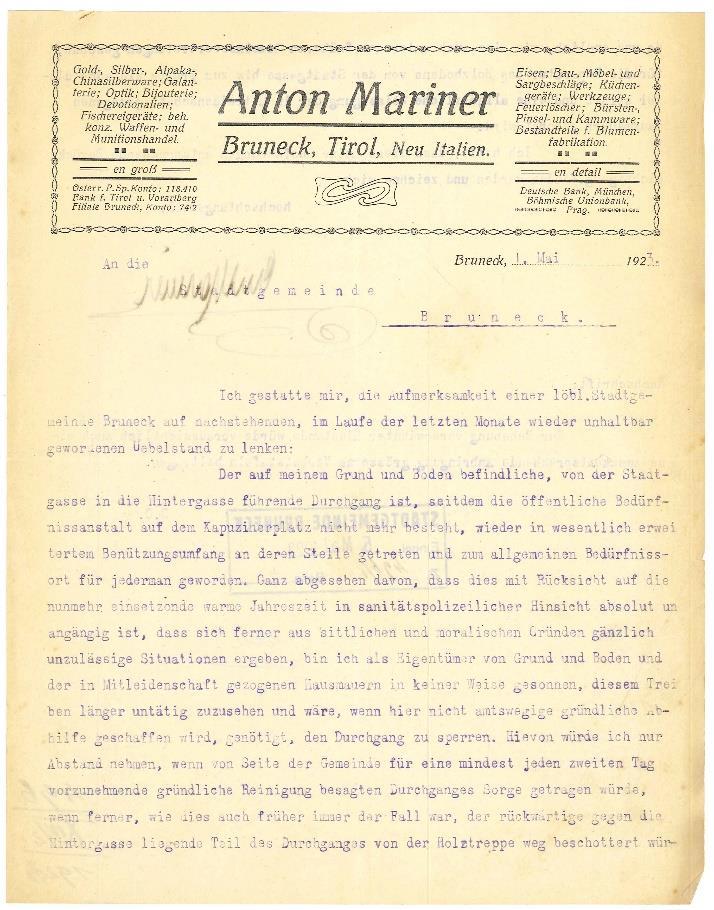 Gold-, Silber-, Alpaka-,
Chinasilberware; Galan-
terie; Optik; Bijouterie;
Devotionalien;
Fischereigeräte; beh.
konz. Waffen- und
Munitionshandel.
en groß
Österr. P. Sp. Konto: 118.410
Bank f. Tirol u. Vorarlberg
Filiale Bruneck, Konto: 742
Anton Mariner
Bruneck, Tirol, Neu Italien.
Eisen; Bau-, Möbel- und
Sargbeschläge; Küchen-
geräte; Werkzeuge;
Feuerlöscher; Bürsten-,
Pinsel- und Kammware;
Bestandteile f. Blumen-
fabrikation.
en detail
Deutsche Bank, München,
Böhmische Unionbank,
Prag.
Bruneck, 1. Mai 1923.
An die
Stadtgemeinde
Bruneck.
Ich gestatte mir, die Aufmerksamkeit einer löbl. Stadtge-
meinde Bruneck auf nachstehenden, im Laufe der letzten Monate wieder unhaltbar
gewordenen Uebelstand zu lenken:
Der auf meinem Grund und Boden befindliche, von der Stadt-
gasse in die Hintergasse führende Durchgang ist, seitdem die öffentliche Bedürf-
nissanstalt auf dem Kapuzinerplatz nicht mehr besteht, wieder in wesentlich erwei
tertem Benützungsumfang an deren Stelle getreten und zum allgemeinen Bedürfniss-
ort für jederman geworden. Ganz abgesehen davon, dass dies mit Rücksicht auf die
nunmehr einsetzende warme Jahreszeit in sanitätspolizeilicher Hinsicht absolut un
angängig ist, dass sich ferner aus sittlichen und moralischen Gründen gänzlich
unzulässige Situationen ergeben, bin ich als Eigentümer von Grund und Boden und
der in Mitleidenschaft gezogenen Hausmauern in keiner Weise gesonnen, diesem Trei
ben länger untätig zuzusehen und wäre, wenn hier nicht amtswegige gründliche Ab-
hilfe geschaffen wird, genötigt, den Durchgang zu sperren. Hievon würde ich nur
Abstand nehmen, wenn von Seite der Gemeinde für eine mindest jeden zweiten Tag
vorzunehmende gründliche Reinigung besagten Durchganges Sorge getragen würde,
wenn ferner, wie dies auch früher immer der Fall war, der rückwärtige gegen die
Hintergasse liegende Teil des Durchganges von der Holztreppe weg beschottert wür-